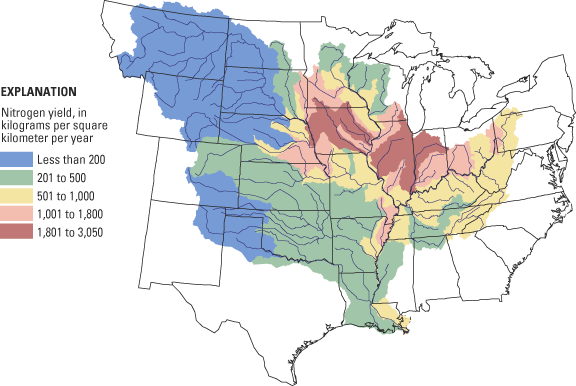 EXPLANATION
Nitrogen yield, in
kilograms per square
kilometer per year
Less than 200
201 to 500
501 to 1,000
1,001 to 1,800
1,801 to 3,050